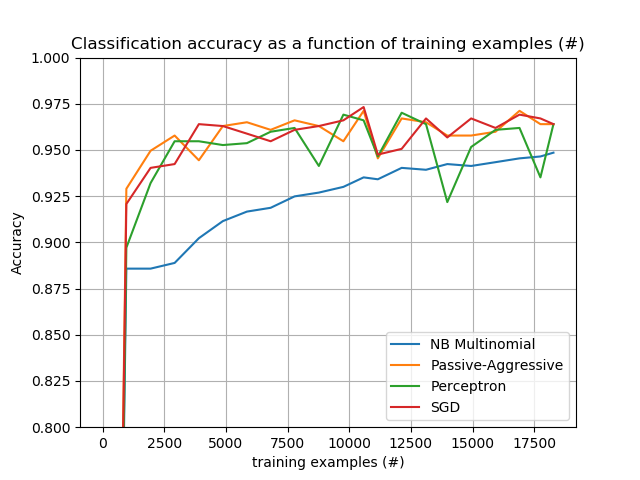 Classification accuracy as a function of training examples (#)
1.000
0.975
0.950
0.925
0.900
0.875
0.850
0.825
0.800
Accuracy
NB Multinomial
Passive-Aggressive
Perceptron
SGD
0 2500 5000 7500 10000 12500 15000 17500
training examples (#)